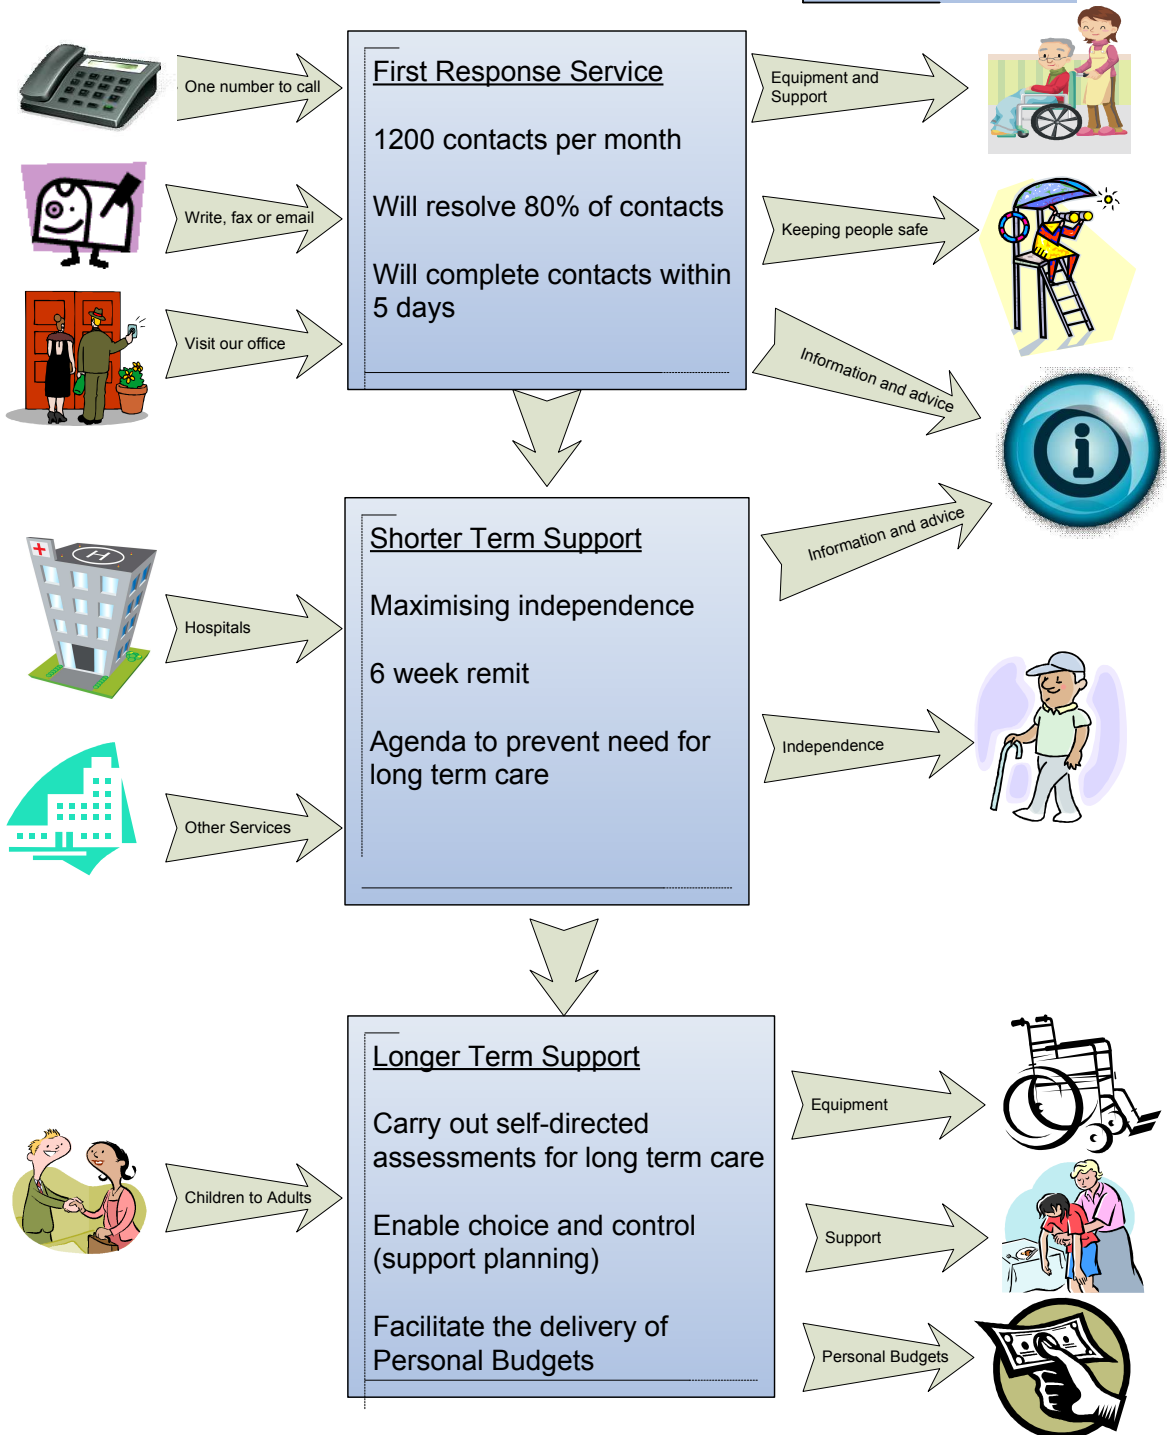 One number to call
Write, fax or email
Visit our office
First Response Service
1200 contacts per month
Will resolve 80% of contacts
Will complete contacts within
5 days
Equipment and
Support
Keeping people safe
Information and advice
Hospitals
Other Services
Shorter Term Support
Maximising independence
6 week remit
Agenda to prevent need for
long term care
Information and advice
Independence
H
i
Children to Adults
Longer Term Support
Carry out self-directed
assessments for long term care
Enable choice and control
(support planning)
Facilitate the delivery of
Personal Budgets
Equipment
Support
Personal Budgets